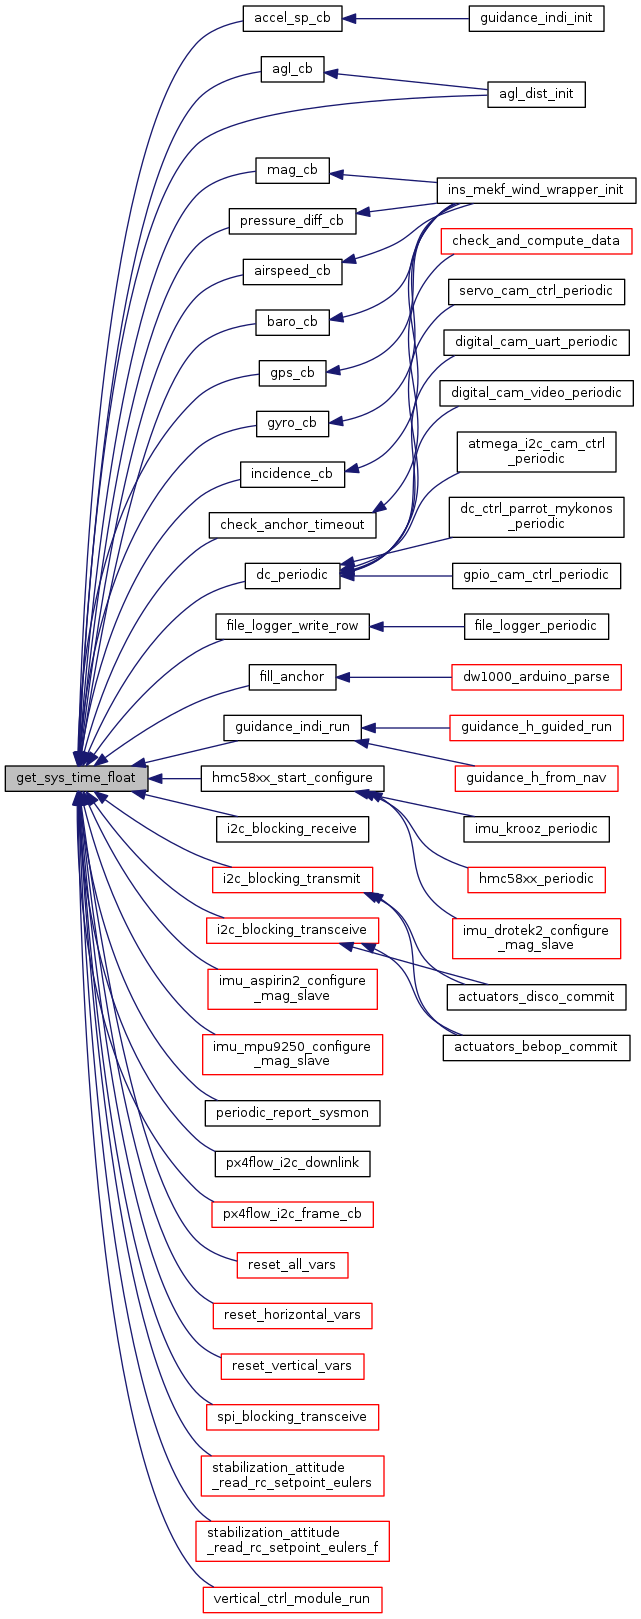 accel_sp_cb
guidance_indi_init
agl_cb
agl_dist_init
mag_cb
ins_mekf_wind_wrapper_init
pressure_diff_cb
check_and_compute_data
airspeed_cb
servo_cam_ctrl_periodic
baro_cb
digital_cam_uart_periodic
gps_cb
digital_cam_video_periodic
gyro_cb
atmega_i2c_cam_ctrl
_periodic
incidence_cb
dc_ctrl_parrot_mykonos
_periodic
check_anchor_timeout
dc_periodic
gpio_cam_ctrl_periodic
file_logger_write_row
file_logger_periodic
fill_anchor
dw1000_arduino_parse
guidance_indi_run
guidance_h_guided_run
get_sys_time_float
hmc58xx_start_configure
guidance_h_from_nav
i2c_blocking_receive
imu_krooz_periodic
i2c_blocking_transmit
hmc58xx_periodic
i2c_blocking_transceive
imu_drotek2_configure
_mag_slave
imu_aspirin2_configure
_mag_slave
actuators_disco_commit
imu_mpu9250_configure
_mag_slave
actuators_bebop_commit
periodic_report_sysmon
px4flow_i2c_downlink
px4flow_i2c_frame_cb
reset_all_vars
reset_horizontal_vars
reset_vertical_vars
spi_blocking_transceive
stabilization_attitude
_read_rc_setpoint_eulers
stabilization_attitude
_read_rc_setpoint_eulers_f
vertical_ctrl_module_run